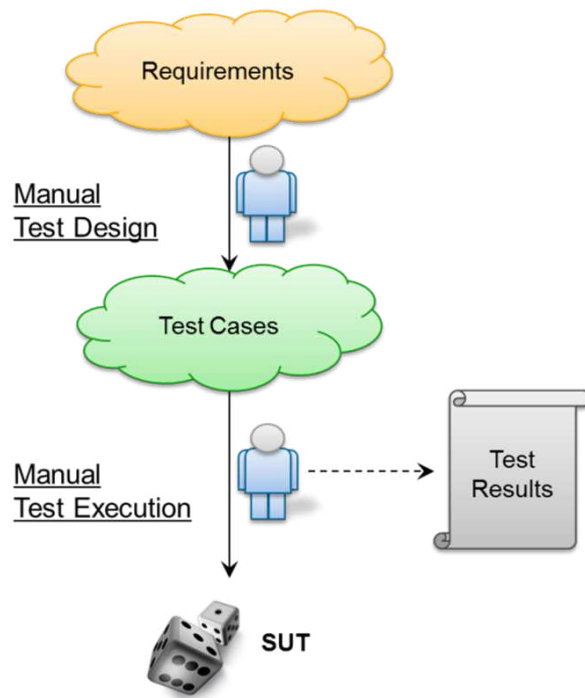 Requirements
Manual
Test Design
Test Cases
Manual
Test Execution
Test
Results
SUT